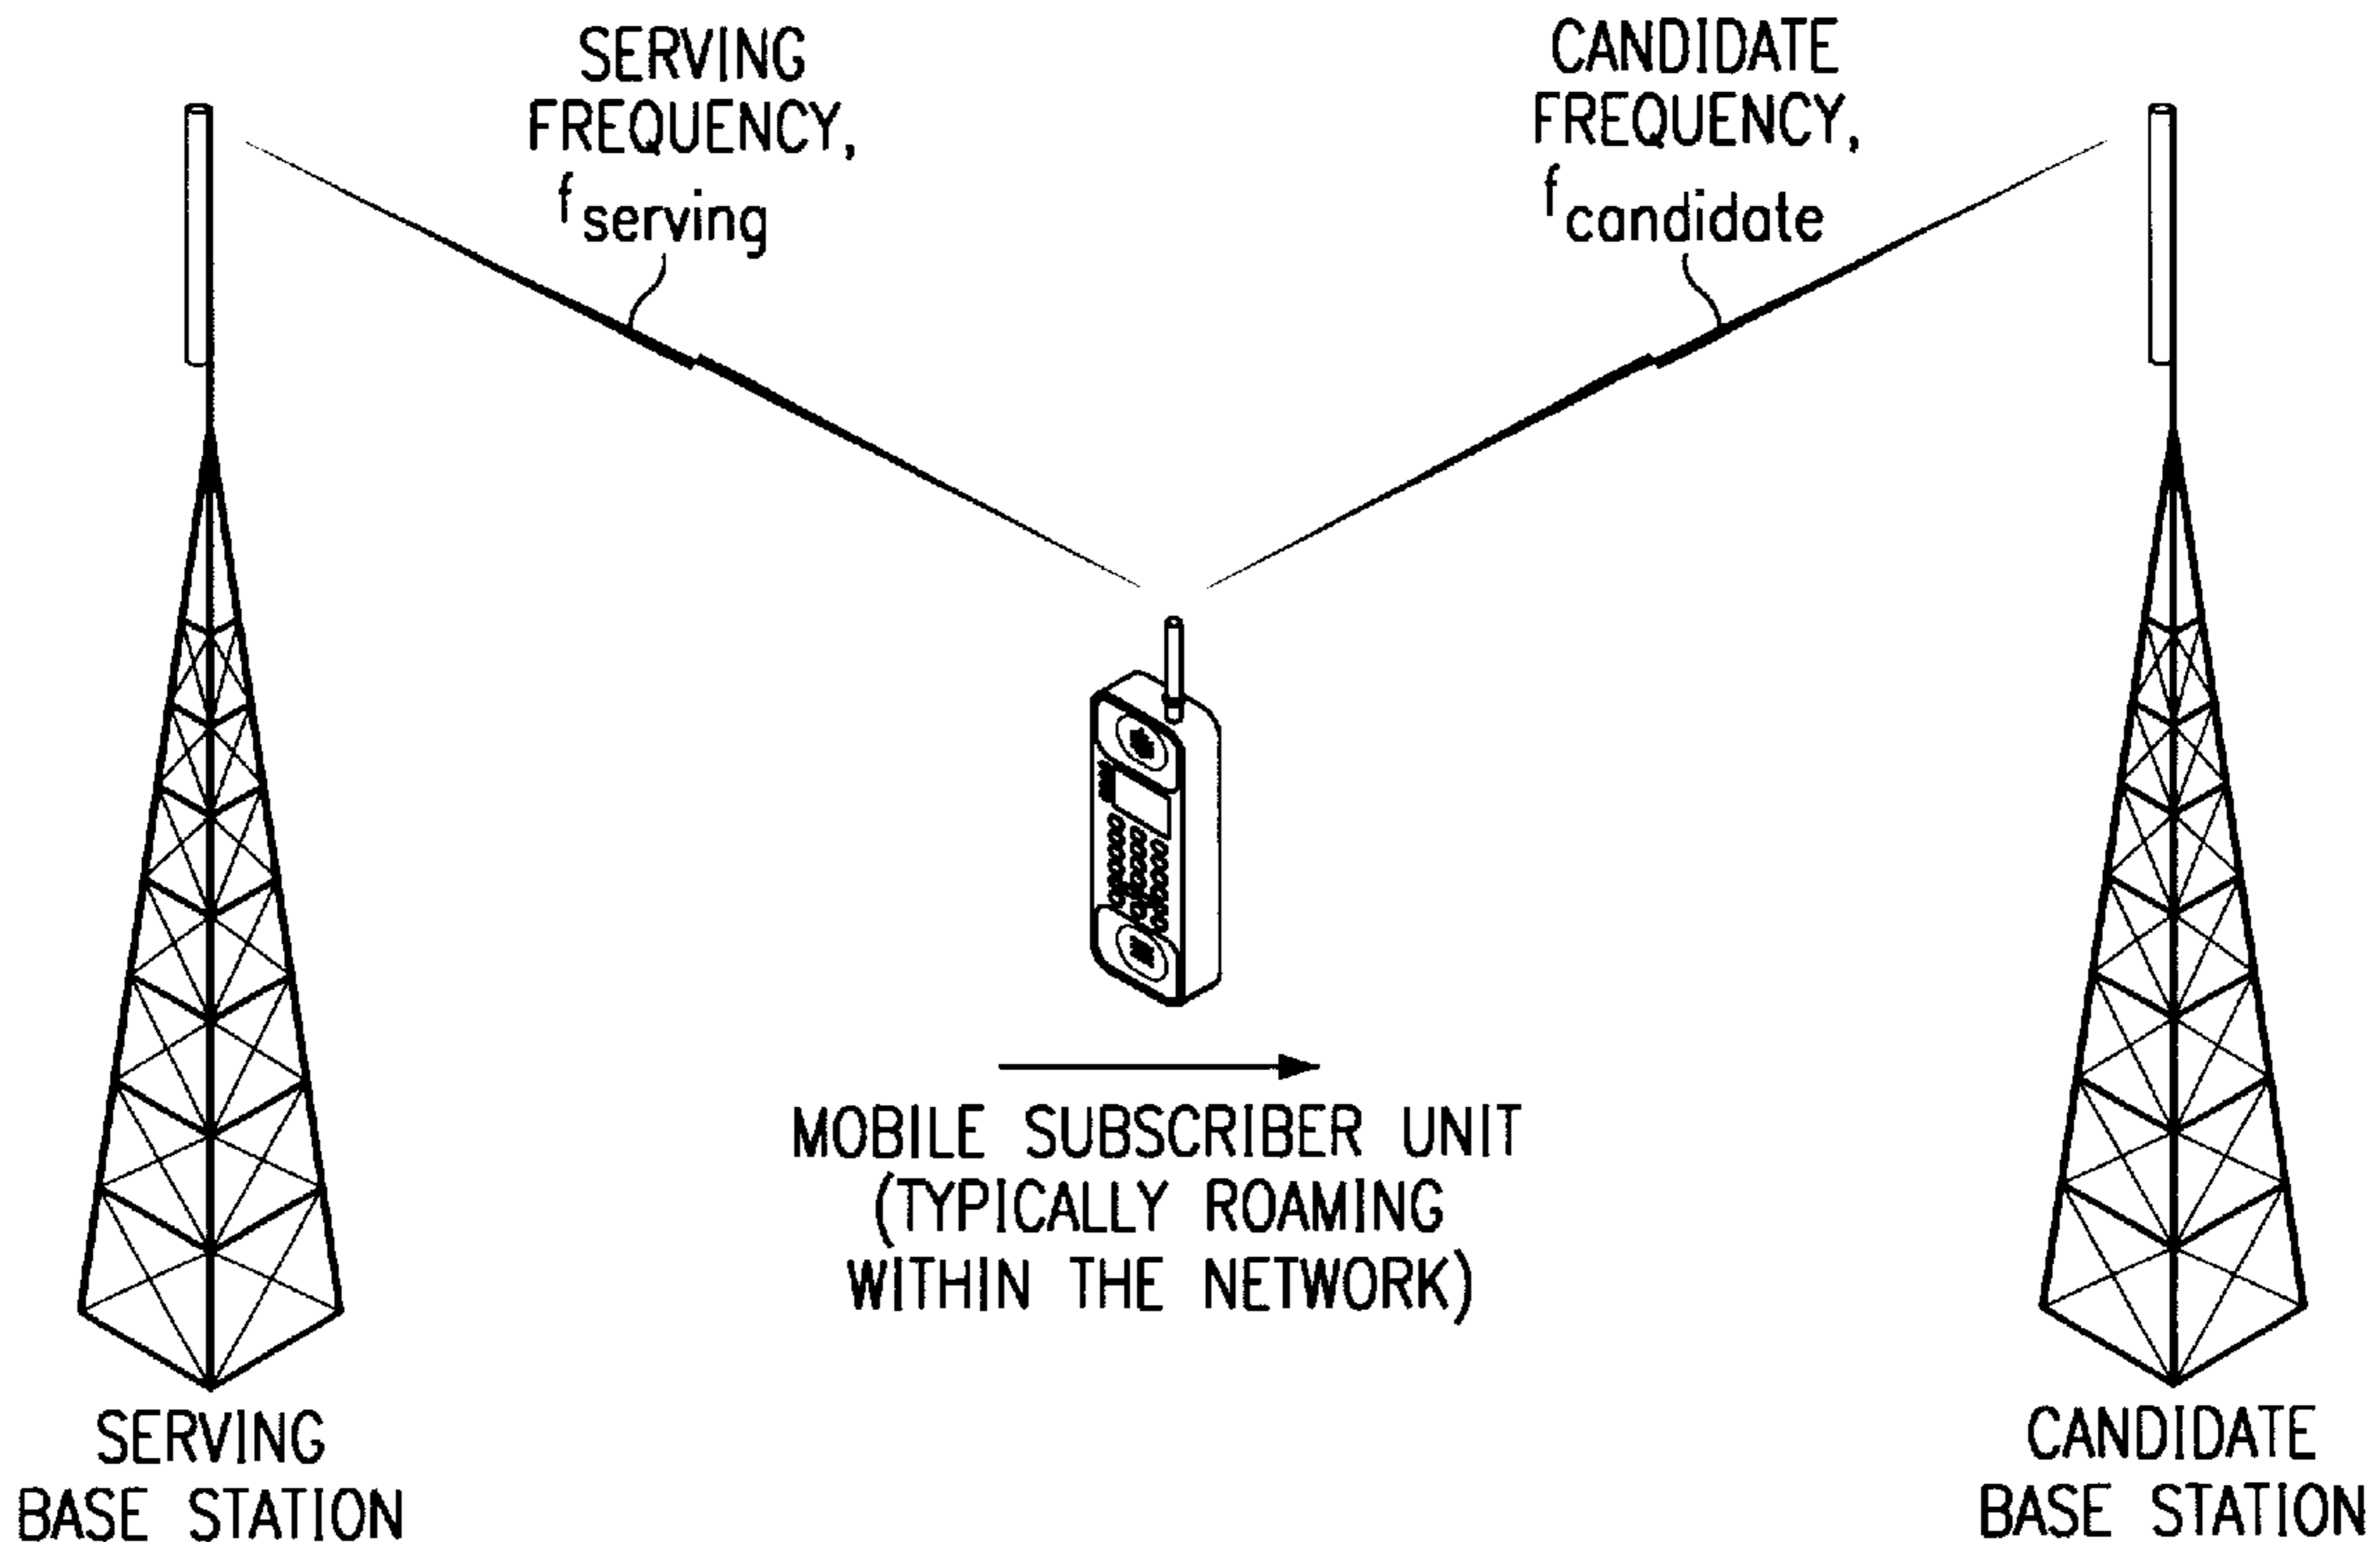 SERVING
FREQUENCY,
f serving
CANDIDATE
FREQUENCY,
f candidate
MOBILE SUBSCRIBER UNIT
(TYPICALLY ROAMING
WITHIN THE NETWORK)
SERVING
BASE STATION
CANDIDATE
BASE STATION